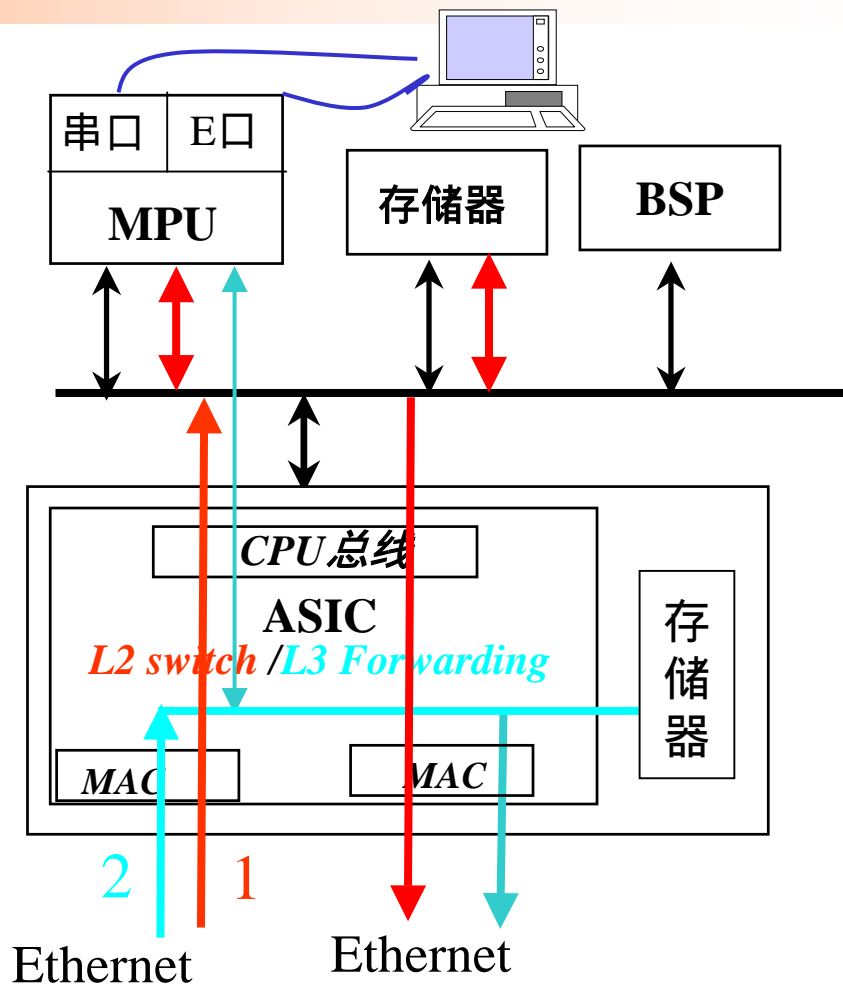 串口 E口
MPU
存储器
BSP
CPU总线
ASIC
L2 switch /L3 Forwarding
存
储
器
MAC
MAC
2
1
Ethernet
Ethernet